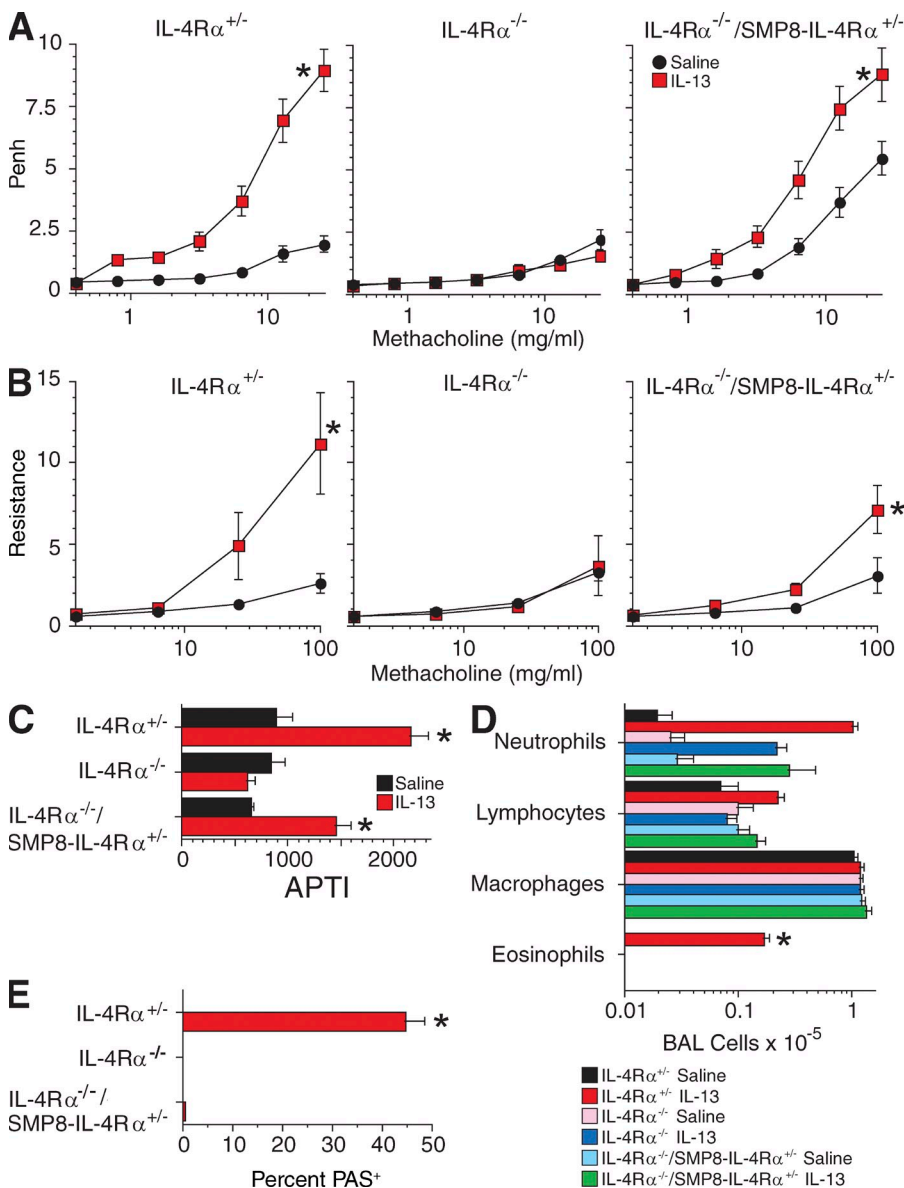 A
IL-4Rα+/-
IL-4Rα-/-
IL-4Rα-/-/SMP8-IL-4Rα+/-
Saline
IL-13
Penh
10
7.5
5
2.5
0
1 10
1 10
1 10
Methacholine (mg/ml)
B
IL-4Rα+/-
IL-4Rα-/-
IL-4Rα-/-/SMP8-IL-4Rα+/-
Resistance
15
10
5
0
*
*
*
*
10 100
10 100
10 100
Methacholine (mg/ml)
C
IL-4Rα+/-
IL-4Rα-/-
IL-4Rα-/-/
SMP8-IL-4Rα+/-
*
*
Saline
IL-13
0 1000 2000
APTI
D
Neutrophils
Lymphocytes
Macrophages
Eosinophils
*
0.01 0.1 1
BAL Cells x 10-5
IL-4Rα+/- Saline
IL-4Rα+/- IL-13
IL-4Rα-/- Saline
IL-4Rα-/- IL-13
IL-4Rα-/-/SMP8-IL-4Rα+/- Saline
IL-4Rα-/-/SMP8-IL-4Rα+/- IL-13
E
IL-4Rα+/-
IL-4Rα-/-
IL-4Rα-/-/
SMP8-IL-4Rα+/-
*
0 10 20 30 40 50
Percent PAS+